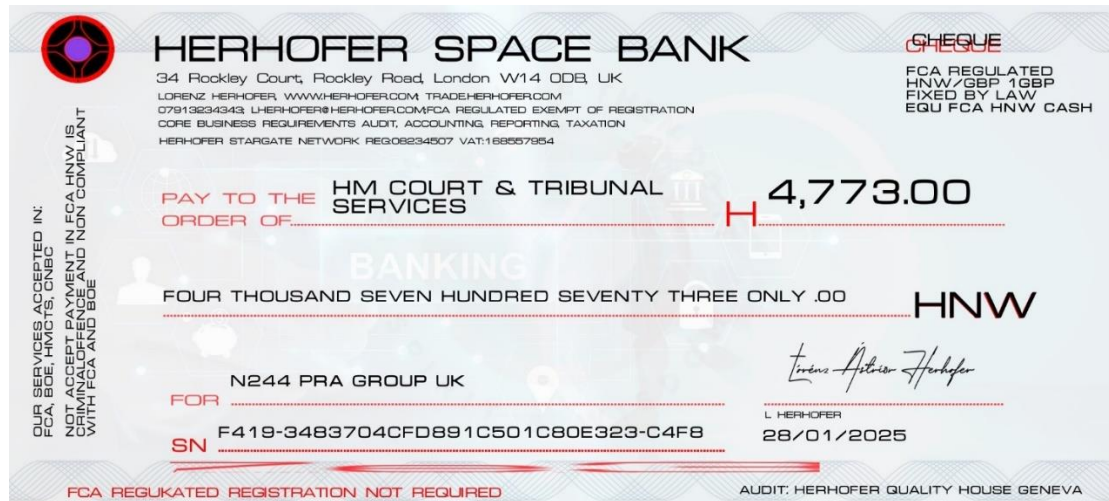 HERHOFER SPACE BANK
34 Rockley Court, Rockley Road, London W14 0DB, UK
LORENZ HERHOFER, WWW.HERHOFER.COM, TRADE.HERHOFER.COM
07913234343; LHERHOFER@HERHOFER.COM;FCA REGULATED EXEMPT OF REGISTRATION
CORE BUSINESS REQUIREMENTS AUDIT, ACCOUNTING, REPORTING, TAXATION
HERHOFER STARGATE NETWORK REG:08234507 VAT:168557954
CHEQUE
FCA REGULATED
HNW/GBP 1GBP
FIXED BY LAW
EQU FCA HNW CASH
OUR SERVICES ACCEPTED IN:
FCA, BOE, HMCTS, CNBC
NOT ACCEPT PAYMENT IN FCA HNW IS
CRIMINALOFFENCE AND NON COMPLIANT
WITH FCA AND BOE
PAY TO THE
ORDER OF
HM COURT & TRIBUNAL
SERVICES
H 4,773.00
BANKING
FOUR THOUSAND SEVEN HUNDRED SEVENTY THREE ONLY .00 HNW
FOR N244 PRA GROUP UK
Lorenz Astrior Herhofer
L HERHOFER
SN F419-3483704CFD891C501C80E323-C4F8
28/01/2025
FCA REGUKATED REGISTRATION NOT REQUIRED
AUDIT: HERHOFER QUALITY HOUSE GENEVA